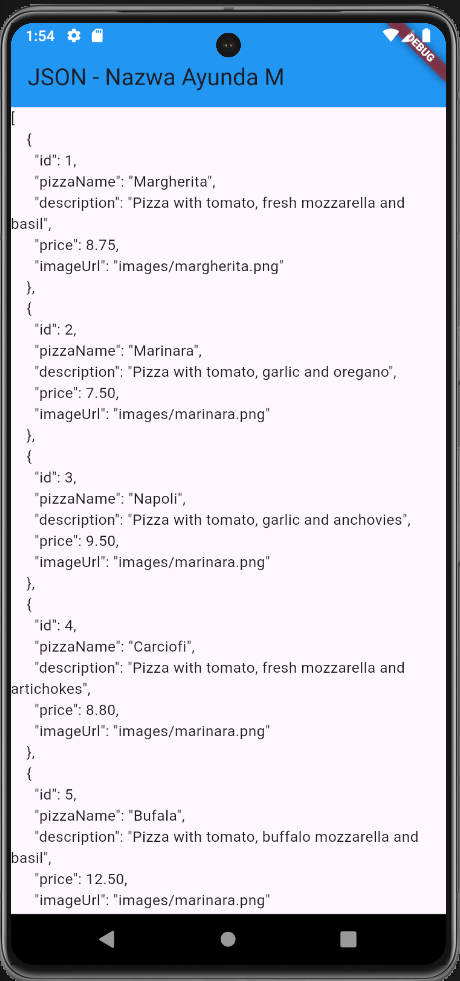 1:54
DEBUG
JSON - Nazwa Ayunda M
[
{
"id": 1,
"pizzaName": "Margherita",
"description": "Pizza with tomato, fresh mozzarella and
basil",
"price": 8.75,
"imageUrl": "images/margherita.png"
},
{
"id": 2,
"pizzaName": "Marinara",
"description": "Pizza with tomato, garlic and oregano",
"price": 7.50,
"imageUrl": "images/marinara.png"
},
{
"id": 3,
"pizzaName": "Napoli",
"description": "Pizza with tomato, garlic and anchovies",
"price": 9.50,
"imageUrl": "images/marinara.png"
},
{
"id": 4,
"pizzaName": "Carciofi",
"description": "Pizza with tomato, fresh mozzarella and
artichokes",
"price": 8.80,
"imageUrl": "images/marinara.png"
},
{
"id": 5,
"pizzaName": "Bufala",
"description": "Pizza with tomato, buffalo mozzarella and
basil",
"price": 12.50,
"imageUrl": "images/marinara.png"